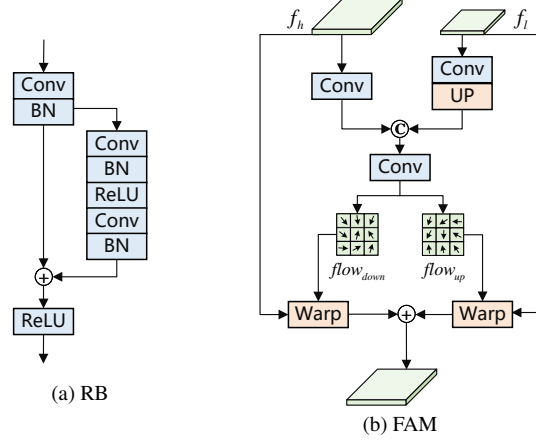 Conv
BN
Conv
BN
ReLU
Conv
BN
+
ReLU
(a) RB
f_h
f_l
Conv
Conv
UP
C
Conv
flow_down
flow_up
Warp
+
Warp
(b) FAM